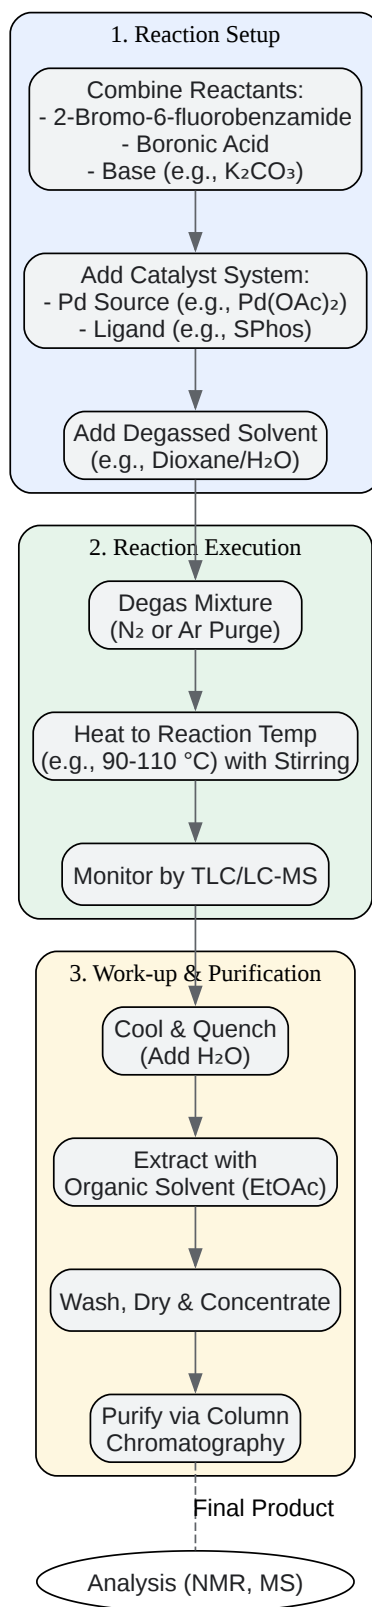 1. Reaction Setup
Combine Reactants:
- 2-Bromo-6-fluorobenzamide
- Boronic Acid
- Base (e.g., K₂CO₃)
Add Catalyst System:
- Pd Source (e.g., Pd(OAc)₂)
- Ligand (e.g., SPhos)
Add Degassed Solvent
(e.g., Dioxane/H₂O)
2. Reaction Execution
Degas Mixture
(N₂ or Ar Purge)
Heat to Reaction Temp
(e.g., 90-110 °C) with Stirring
Monitor by TLC/LC-MS
3. Work-up & Purification
Cool & Quench
(Add H₂O)
Extract with
Organic Solvent (EtOAc)
Wash, Dry & Concentrate
Purify via Column
Chromatography
Final Product
Analysis (NMR, MS)